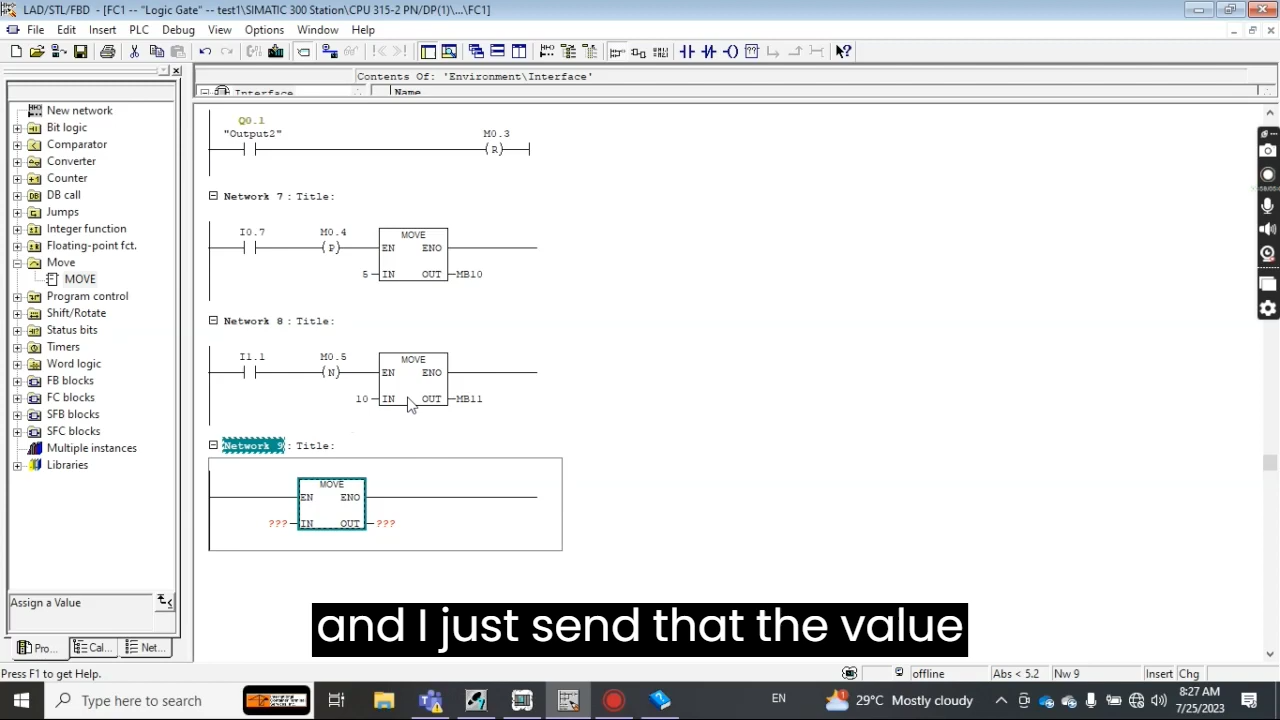 LAD/STL/FBD - [FC1 -- "Logic Gate" -- test1\SIMATIC 300 Station\CPU 315-2 PN/DP(1)\...\FC1]
File Edit Insert PLC Debug View Options Window Help
Contents Of: 'Environment\Interface'
Interface
Name
New network
Bit logic
Comparator
Converter
Counter
DB call
Jumps
Integer function
Floating-point fct.
Move
MOVE
Program control
Shift/Rotate
Status bits
Timers
Word logic
FB blocks
FC blocks
SFB blocks
SFC blocks
Multiple instances
Libraries
Assign a Value
Pro... Cal... Net...
Q0.1
"Output2" M0.3
R
Network 7 : Title:
I0.7 M0.4 MOVE
P EN ENO
5 IN OUT MB10
Network 8 : Title:
I1.1 M0.5 MOVE
N EN ENO
10 IN OUT MB11
Network 9 : Title:
MOVE
EN ENO
??? IN OUT ???
and I just send that the value
Press F1 to get Help.
offline Abs < 5.2 Nw 9 Insert Chg
Type here to search
EN 29°C Mostly cloudy
8:27 AM
7/25/2023